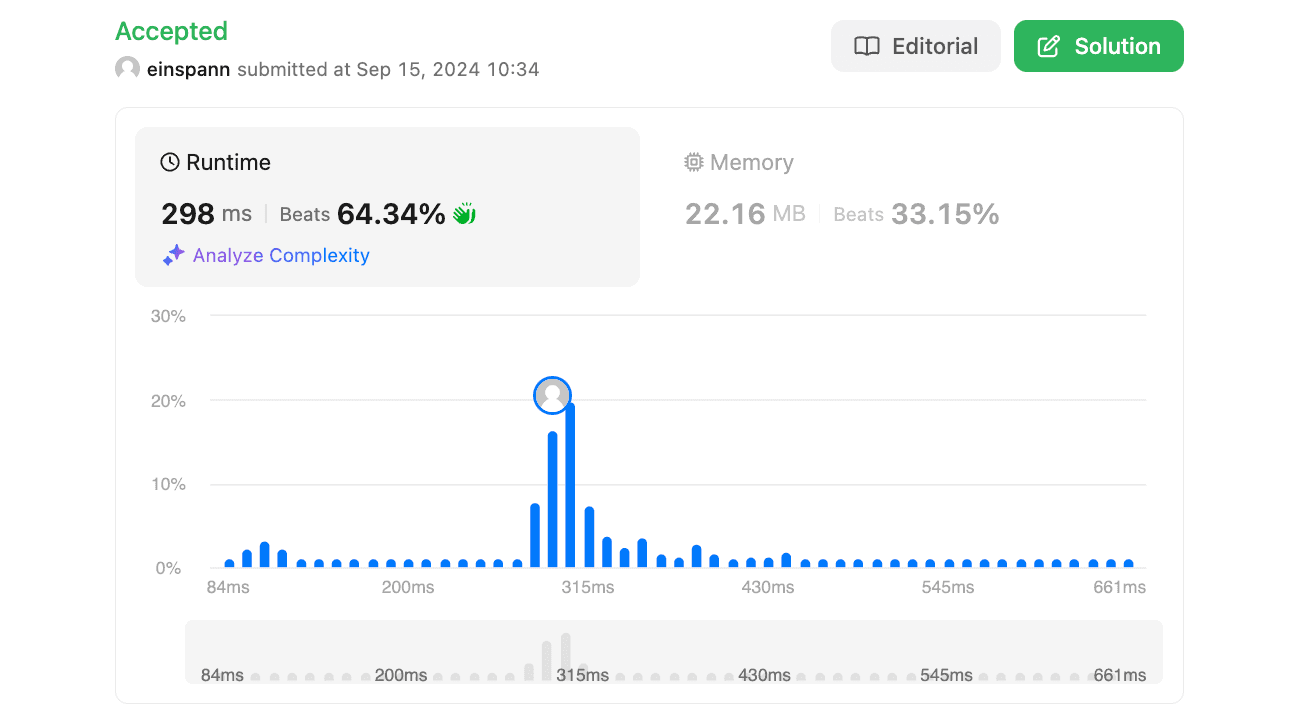 Accepted
Editorial
Solution
einspann submitted at Sep 15, 2024 10:34
Runtime
298 ms Beats 64.34%
Analyze Complexity
Memory
22.16 MB Beats 33.15%
30%
20%
10%
0%
84ms 200ms 315ms 430ms 545ms 661ms
84ms 200ms 315ms 430ms 545ms 661ms